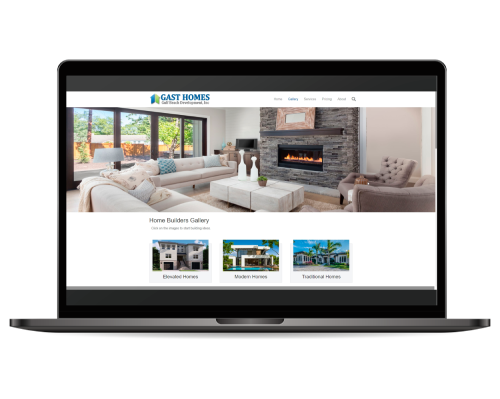 GAST HOMES
Gulf Beach Development, Inc
Home Gallery Services Pricing About
Home Builders Gallery
Click on the images to start building ideas
Elevated Homes
Modern Homes
Traditional Homes